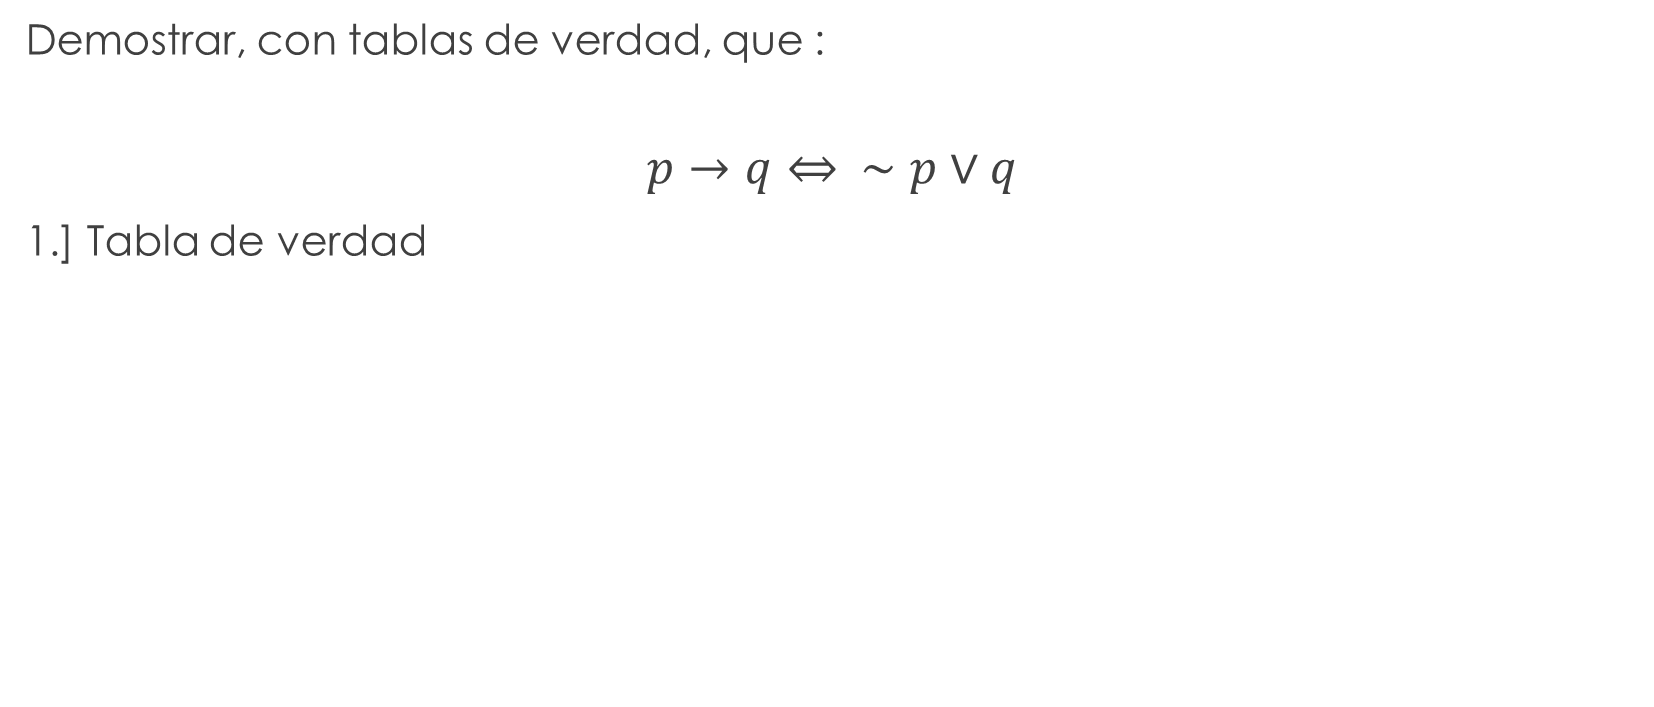 Demostrar, con tablas de verdad, que :
p → q ⇔ ~ p ∨ q
1.] Tabla de verdad